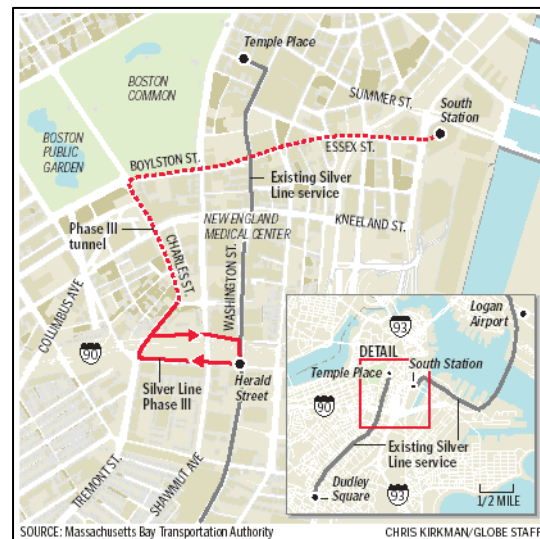 Temple Place
BOSTON
COMMON
SUMMER ST.
South
Station
BOSTON
PUBLIC
GARDEN
BOYLSTON ST.
ESSEX ST.
Existing Silver
Line service
Phase III
tunnel
CHARLES ST.
NEW ENGLAND
MEDICAL CENTER
KNEELAND ST.
WASHINGTON ST.
COLUMBUS AVE
90
Silver Line
Phase III
Herald
Street
TREMONT ST.
SHAWMUT AVE
Logan
Airport
93
DETAIL
Temple Place
South Station
90
Existing Silver
Line service
Dudley
Square
93
1/2 MILE
SOURCE: Massachusetts Bay Transportation Authority
CHRIS KIRKMAN/GLOBE STAFF